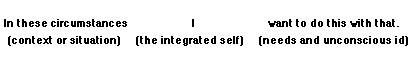 In these circumstances I want to do this with that.
(context or situation) (the integrated self) (needs and unconscious id)